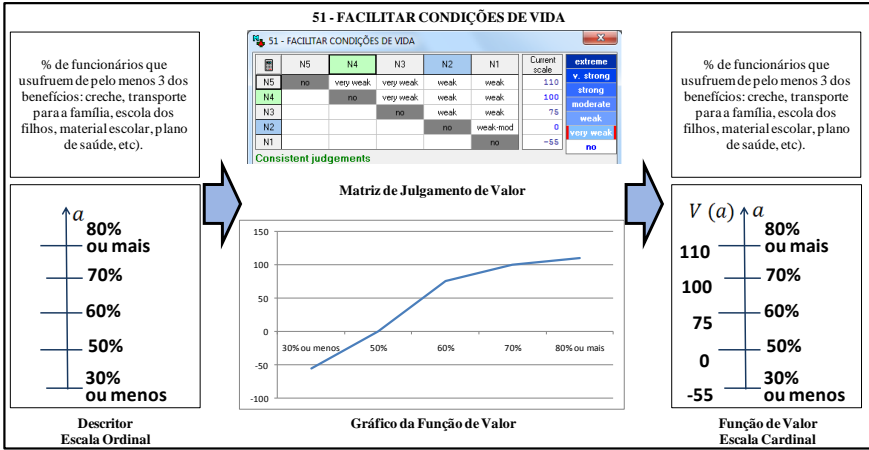 51 - FACILITAR CONDIÇÕES DE VIDA
% de funcionários que
usufruem de pelo menos 3 dos
benefícios: creche, transporte
para a família, escola dos
filhos, material escolar, plano
de saúde, etc).
a
80%
ou mais
70%
60%
50%
30%
ou menos
Descritor
Escala Ordinal
51 - FACILITAR CONDIÇÕES DE VIDA
N5 N4 N3 N2 N1 Current scale
N5 no very weak very weak weak weak 110
N4 no very weak weak weak 100
N3 no weak weak 75
N2 no weak-mod 0
N1 no -55
Consistent judgements
extreme
v. strong
strong
moderate
weak
very weak
no
Matriz de Julgamento de Valor
150
100
50
0
-50
-100
30% ou menos 50% 60% 70% 80% ou mais
Gráfico da Função de Valor
% de funcionários que
usufruem de pelo menos 3 dos
benefícios: creche, transporte
para a família, escola dos
filhos, material escolar, plano
de saúde, etc).
V (a) a
80%
110 ou mais
100 70%
75 60%
0 50%
30%
-55 ou menos
Função de Valor
Escala Cardinal